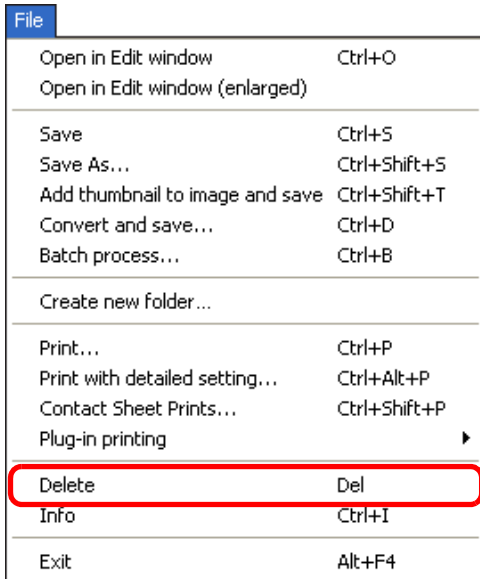 File
Open in Edit window Ctrl+O
Open in Edit window (enlarged)
Save Ctrl+S
Save As... Ctrl+Shift+S
Add thumbnail to image and save Ctrl+Shift+T
Convert and save... Ctrl+D
Batch process... Ctrl+B
Create new folder...
Print... Ctrl+P
Print with detailed setting... Ctrl+Alt+P
Contact Sheet Prints... Ctrl+Shift+P
Plug-in printing
Delete Del
Info Ctrl+I
Exit Alt+F4